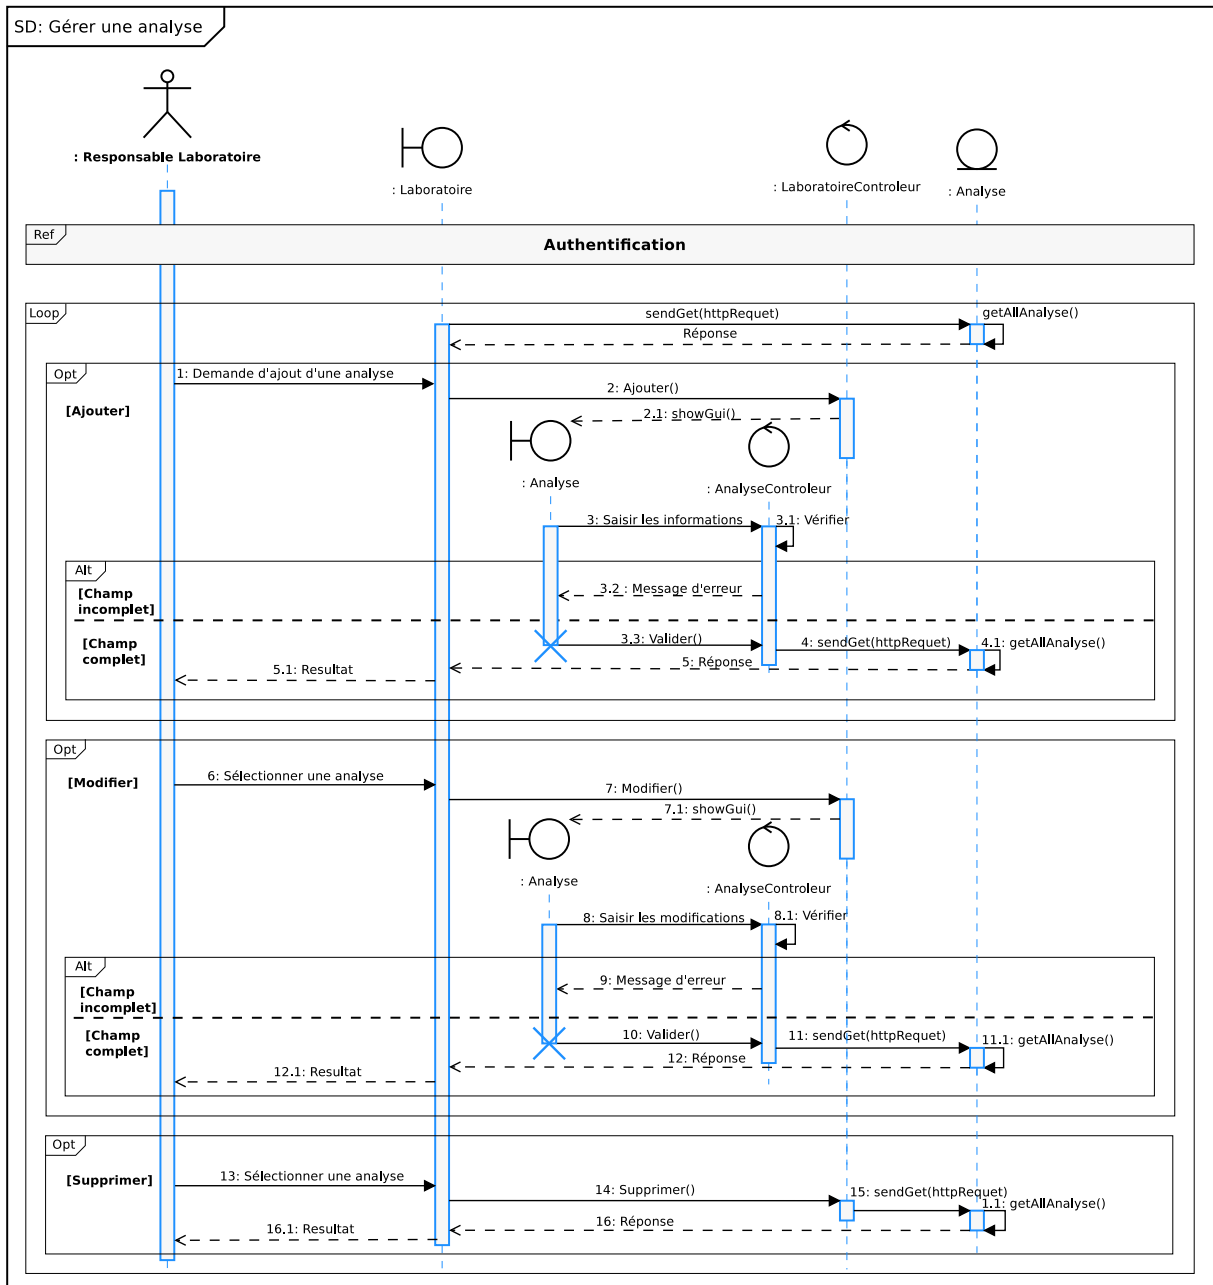 SD: Gérer une analyse
: Responsable Laboratoire
: Laboratoire
: LaboratoireControleur
: Analyse
Ref
Authentification
Loop
sendGet(httpRequet)
getAllAnalyse()
Réponse
Opt
1: Demande d'ajout d'une analyse
2: Ajouter()
[Ajouter]
2.1: showGui()
: Analyse
: AnalyseControleur
3: Saisir les informations
3.1: Vérifier
Alt
[Champ
incomplet]
3.2 : Message d'erreur
[Champ
complet]
3,3: Valider()
4: sendGet(httpRequet)
4.1: getAllAnalyse()
5: Réponse
5.1: Resultat
Opt
[Modifier]
6: Sélectionner une analyse
7: Modifier()
7.1: showGui()
: Analyse
: AnalyseControleur
8: Saisir les modifications
8.1: Vérifier
Alt
[Champ
incomplet]
9: Message d'erreur
[Champ
complet]
10: Valider()
11: sendGet(httpRequet)
11.1: getAllAnalyse()
12: Réponse
12.1: Resultat
Opt
[Supprimer]
13: Sélectionner une analyse
14: Supprimer()
15: sendGet(httpRequet)
1.1: getAllAnalyse()
16: Réponse
16.1: Resultat